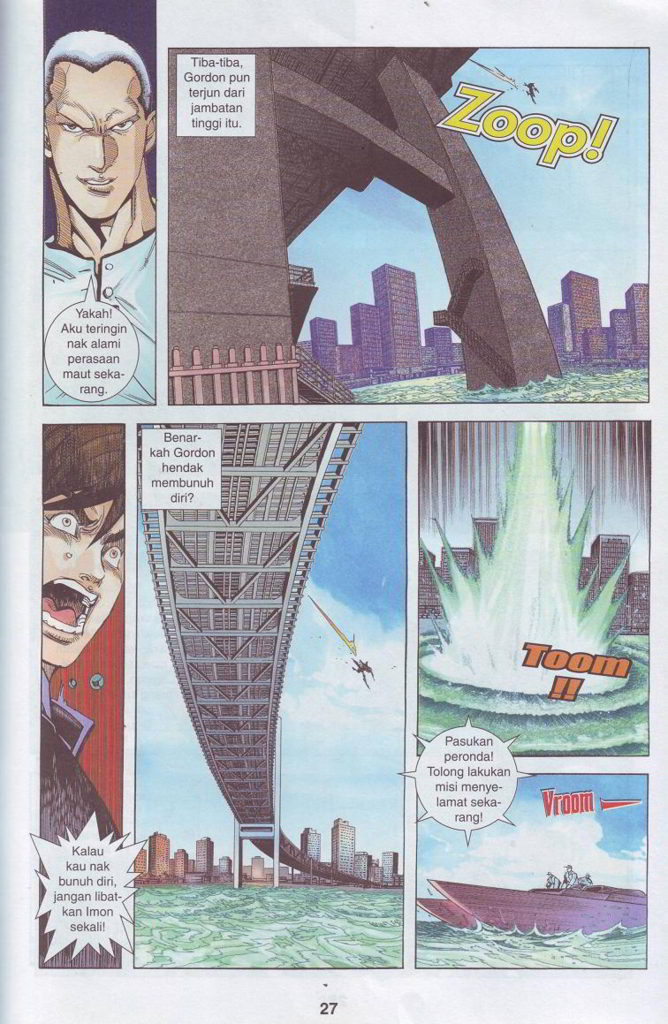 Tiba-tiba,
Gordon pun
terjun dari
jambatan
tinggi itu.
Zoop!
Yakah!
Aku teringin
nak alami
perasaan
maut seka-
rang.
Benar-
kah Gordon
hendak
membunuh
diri?
Toom
!!
Kalau
kau nak
bunuh diri,
jangan libat-
kan Imon
sekali!
Pasukan
peronda!
Tolong lakukan
misi menye-
lamat seka-
rang!
Vroom
27